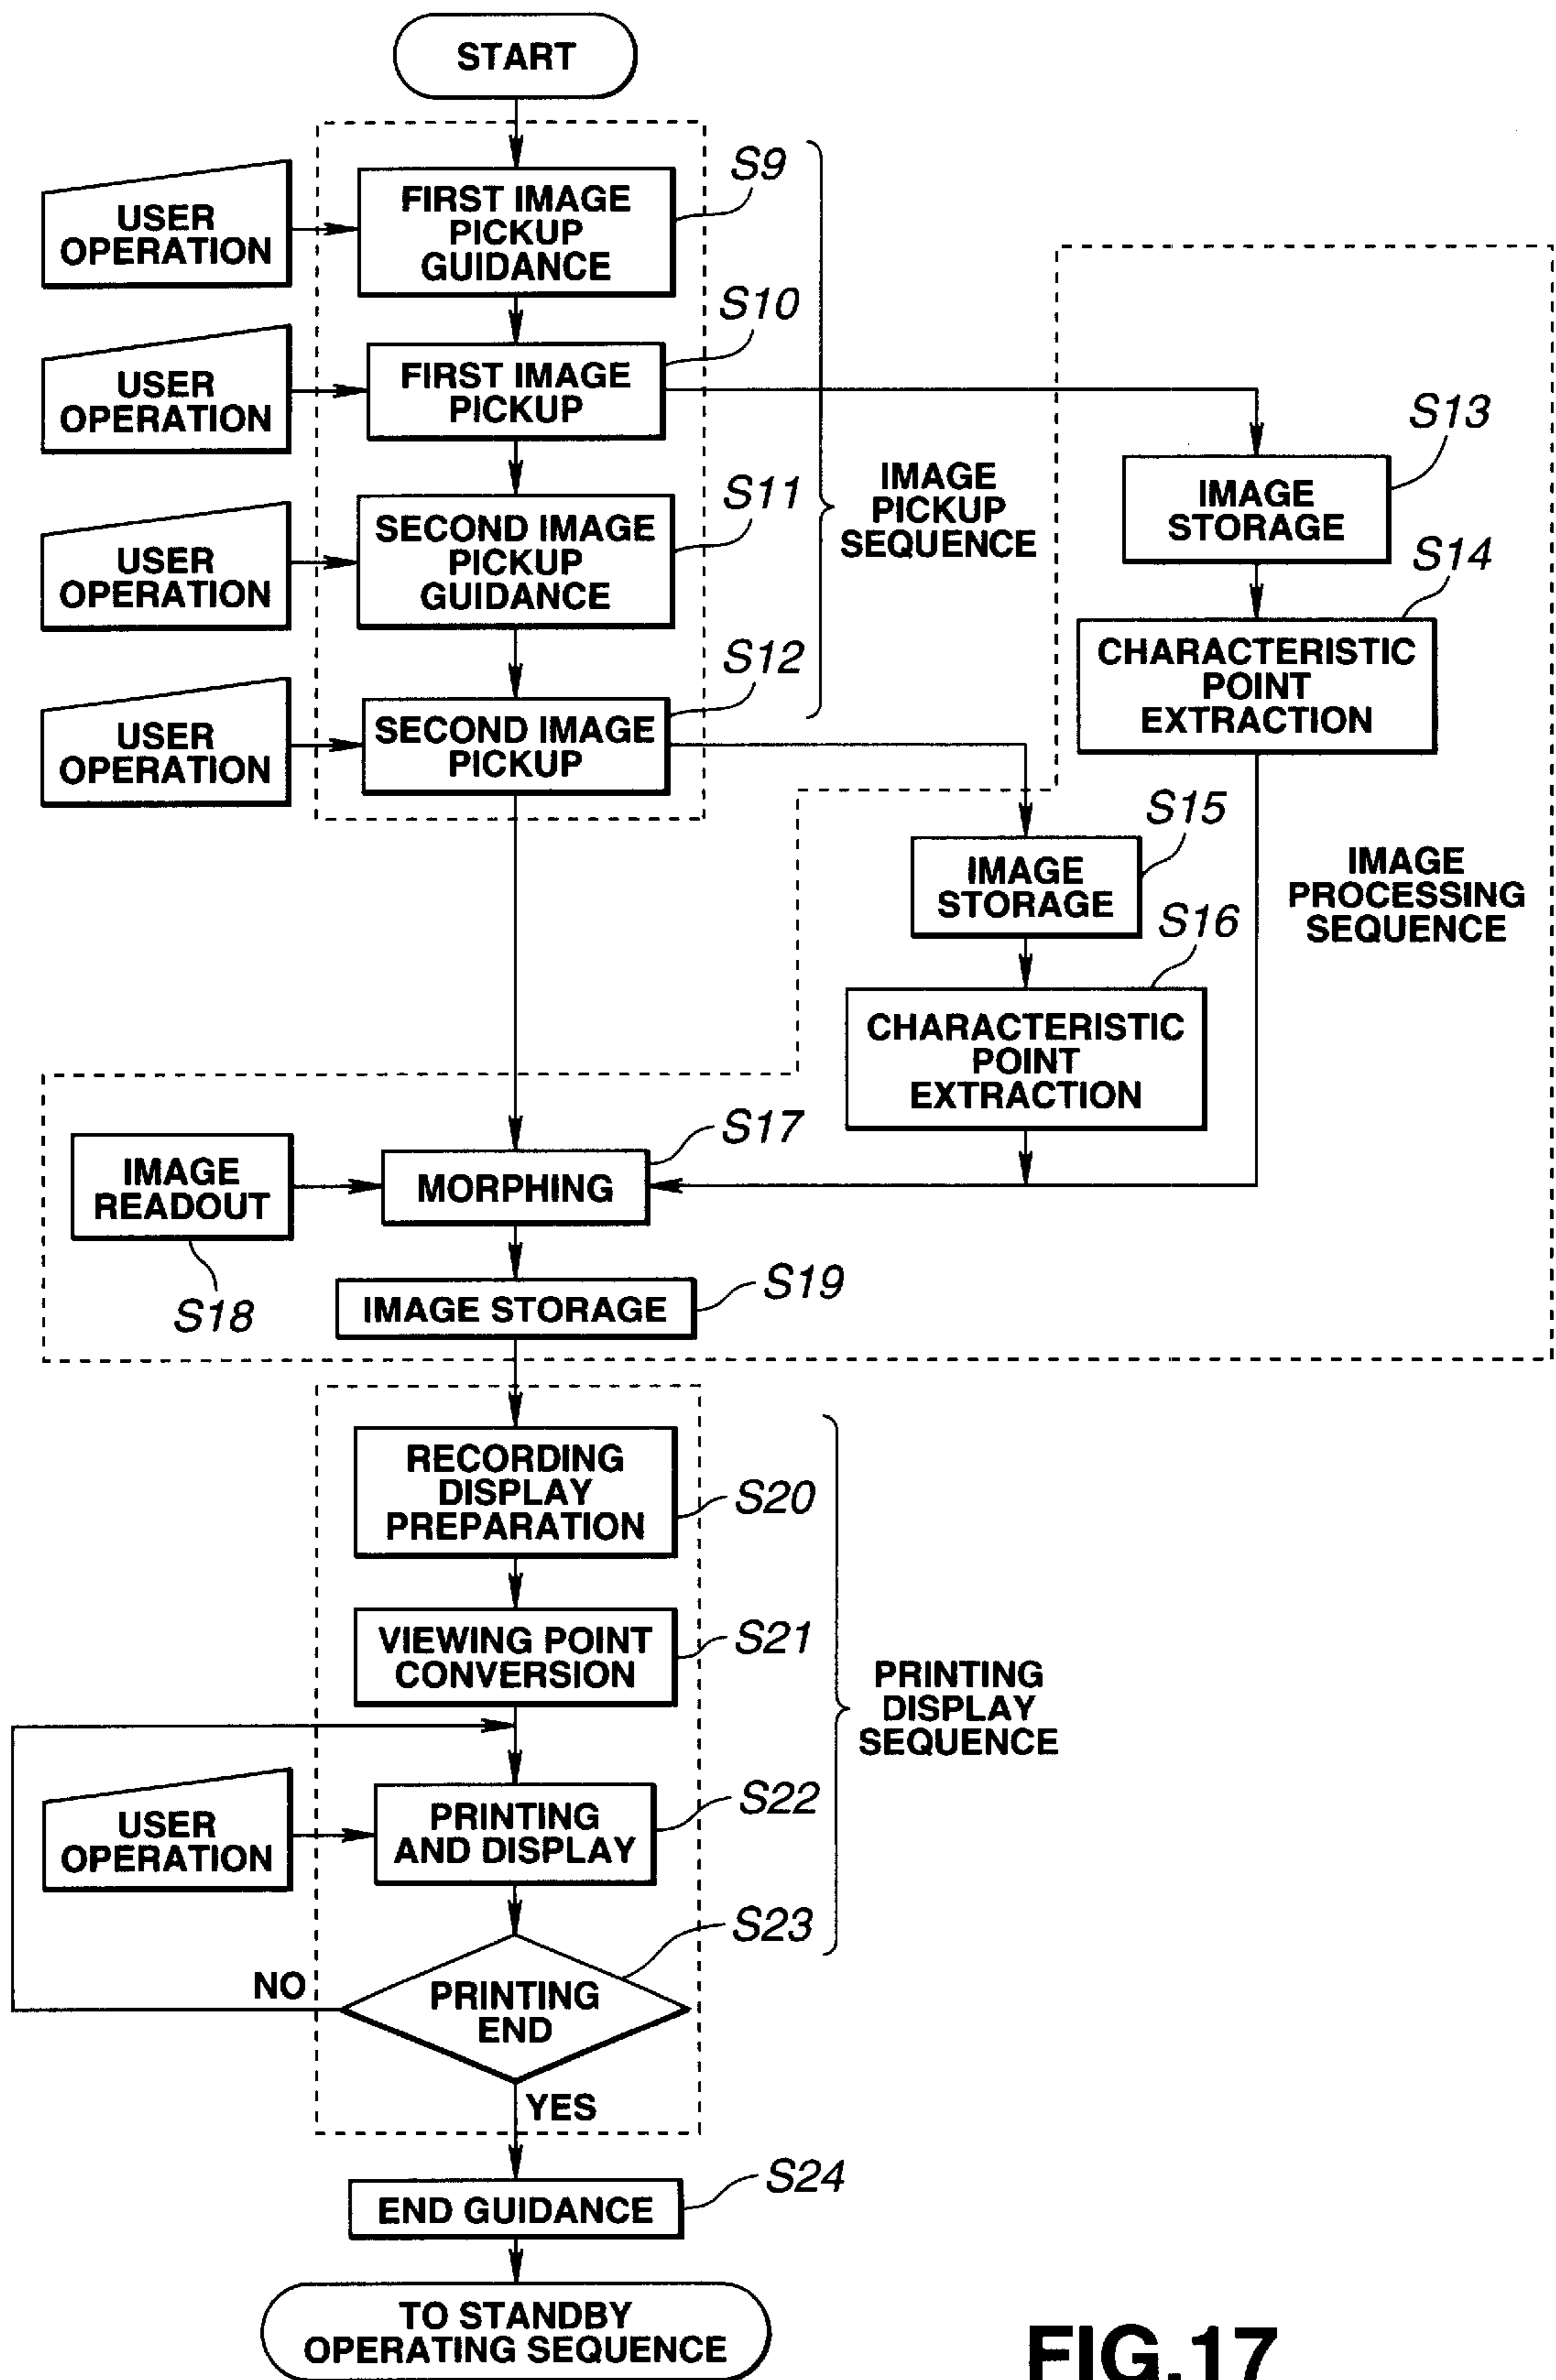 START
USER
OPERATION
FIRST IMAGE
PICKUP
GUIDANCE
S9
USER
OPERATION
FIRST IMAGE
PICKUP
S10
USER
OPERATION
SECOND IMAGE
PICKUP
GUIDANCE
S11
USER
OPERATION
SECOND IMAGE
PICKUP
S12
IMAGE
PICKUP
SEQUENCE
IMAGE
STORAGE
S13
CHARACTERISTIC
POINT
EXTRACTION
S14
IMAGE
STORAGE
S15
CHARACTERISTIC
POINT
EXTRACTION
S16
IMAGE
PROCESSING
SEQUENCE
IMAGE
READOUT
S18
MORPHING
S17
IMAGE STORAGE
S19
RECORDING
DISPLAY
PREPARATION
S20
VIEWING POINT
CONVERSION
S21
PRINTING
DISPLAY
SEQUENCE
USER
OPERATION
PRINTING
AND DISPLAY
S22
PRINTING
END
S23
NO
YES
END GUIDANCE
S24
TO STANDBY
OPERATING SEQUENCE
FIG.17